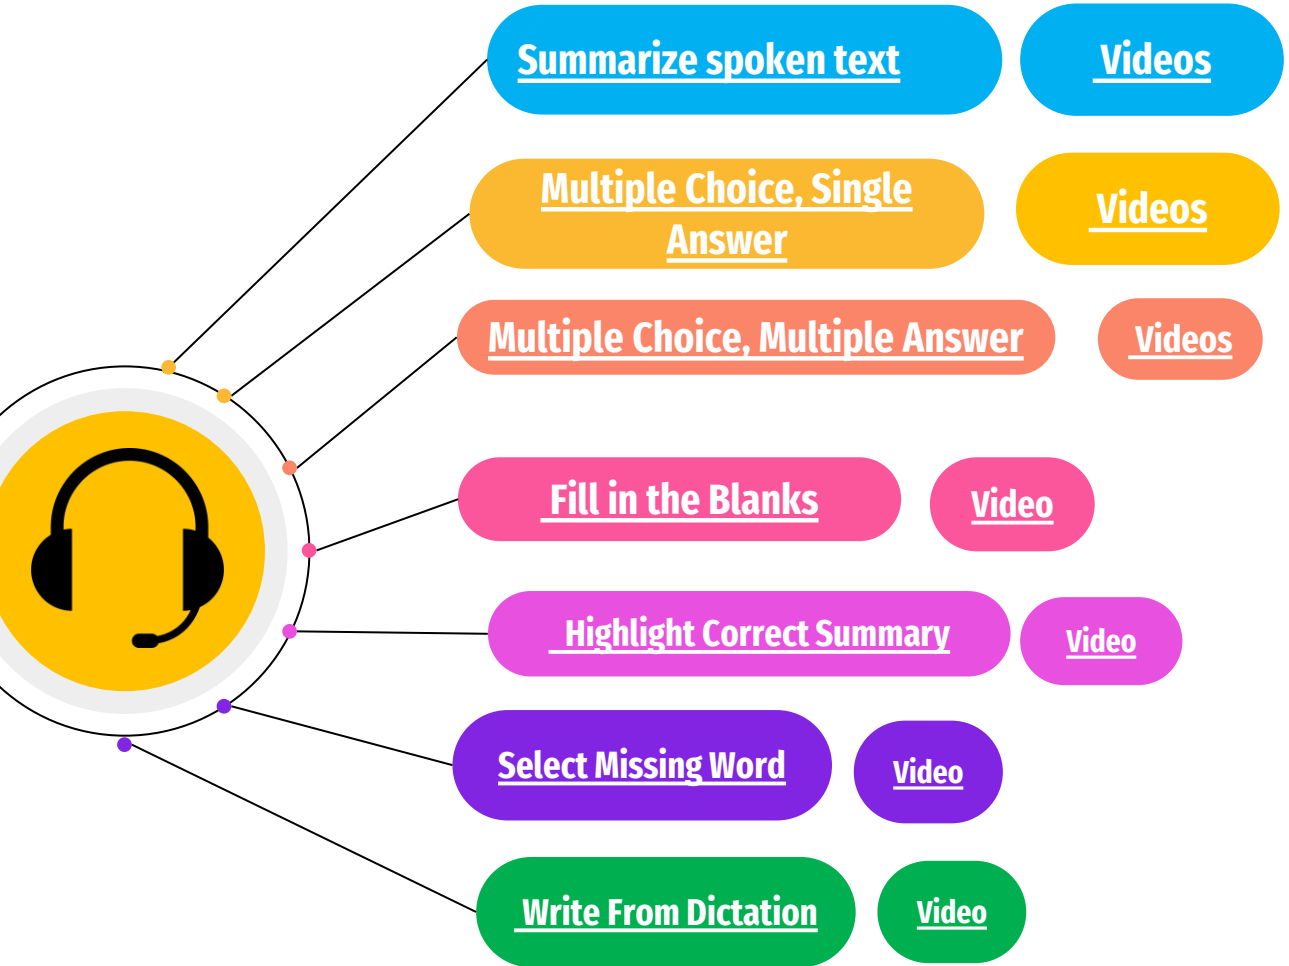 Summarize spoken text
Videos
Multiple Choice, Single
Answer
Videos
Multiple Choice, Multiple Answer
Videos
Fill in the Blanks
Video
Highlight Correct Summary
Video
Select Missing Word
Video
Write From Dictation
Video